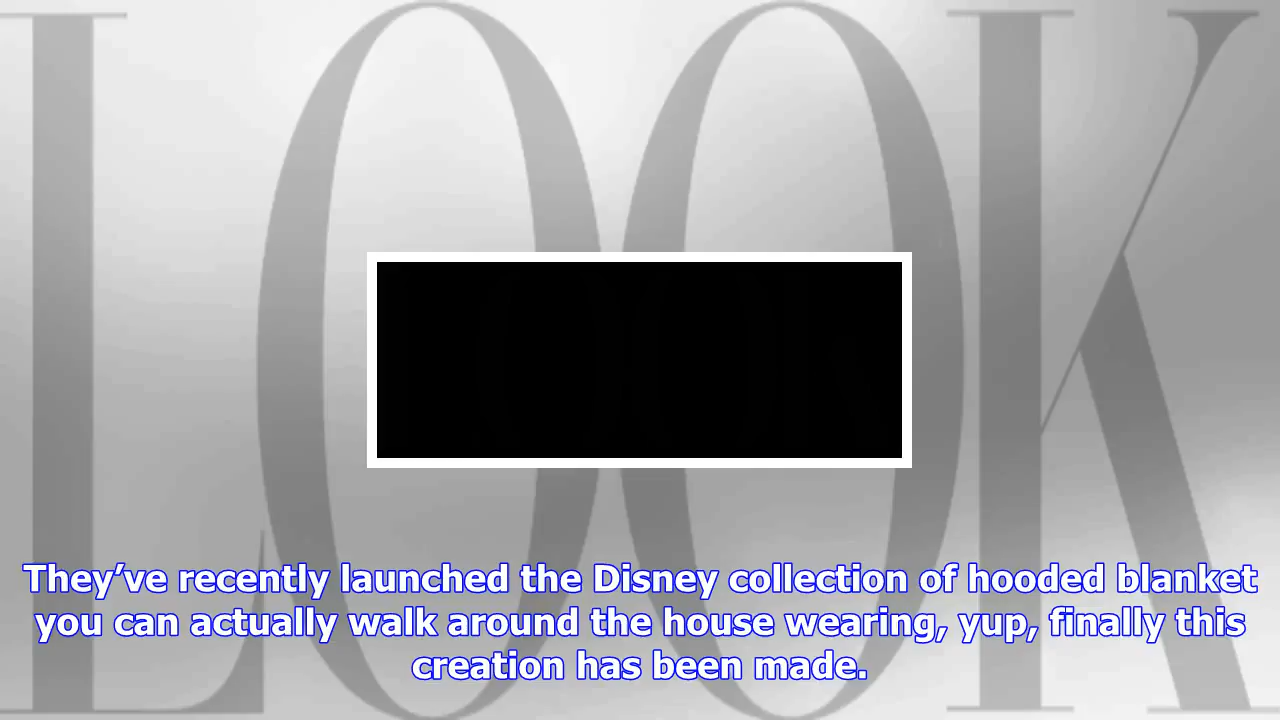 LOOK
They’ve recently launched the Disney collection of hooded blanket
you can actually walk around the house wearing, yup, finally this
creation has been made.